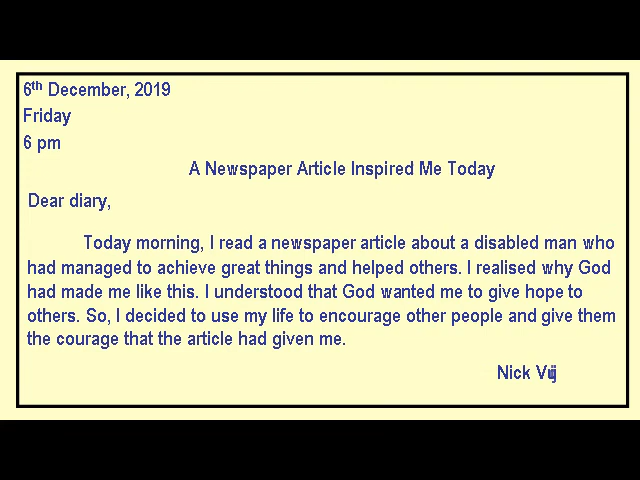 6th December, 2019
Friday
6 pm
A Newspaper Article Inspired Me Today
Dear diary,
Today morning, I read a newspaper article about a disabled man who
had managed to achieve great things and helped others. I realised why God
had made me like this. I understood that God wanted me to give hope to
others. So, I decided to use my life to encourage other people and give them
the courage that the article had given me.
Nick